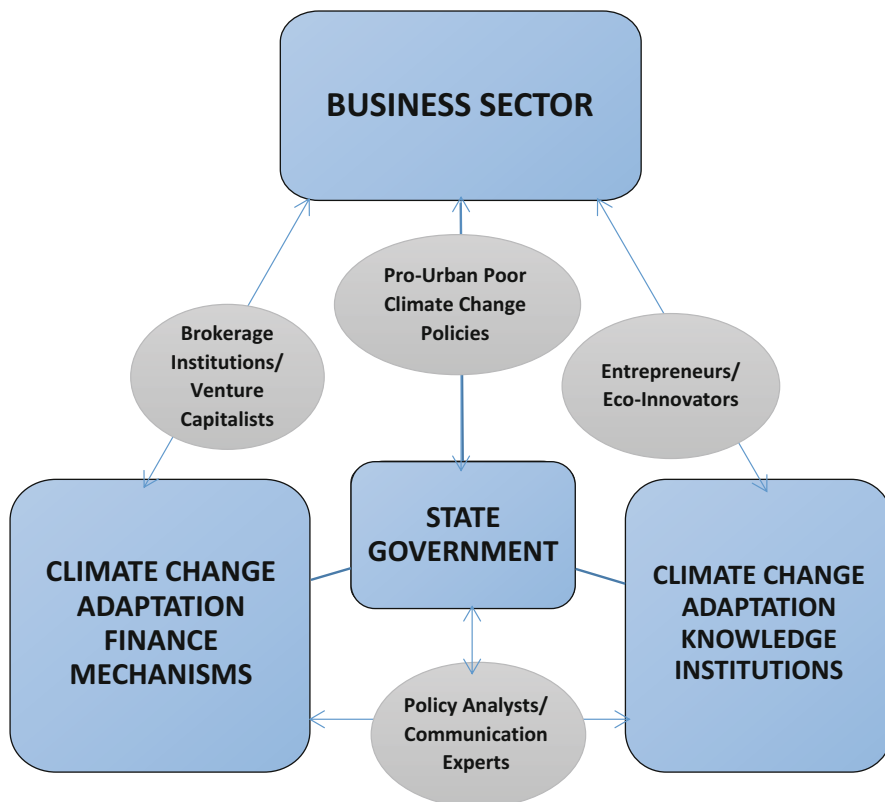 BUSINESS SECTOR
Pro-Urban Poor
Climate Change
Policies
Brokerage
Institutions/
Venture
Capitalists
Entrepreneurs/
Eco-Innovators
STATE
GOVERNMENT
CLIMATE CHANGE
ADAPTATION
FINANCE
MECHANISMS
CLIMATE CHANGE
ADAPTATION
KNOWLEDGE
INSTITUTIONS
Policy Analysts/
Communication
Experts